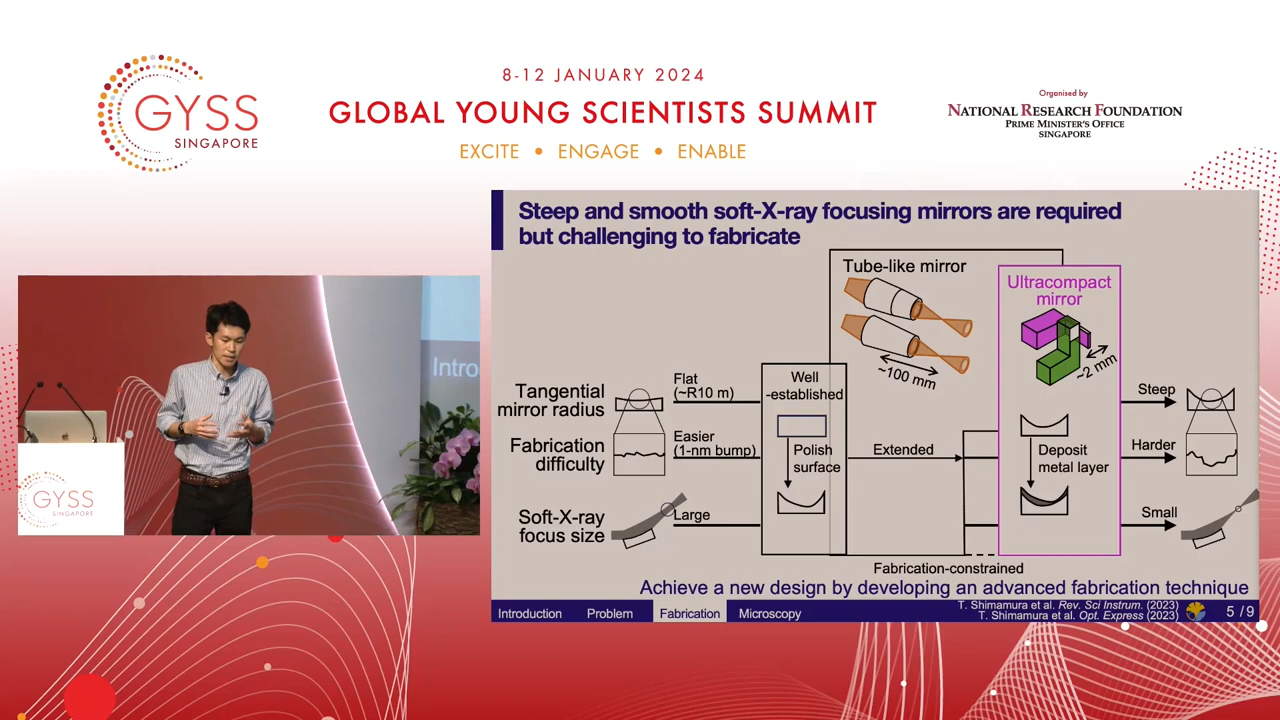 8-12 JANUARY 2024
GLOBAL YOUNG SCIENTISTS SUMMIT
EXCITE • ENGAGE • ENABLE
GYSS
SINGAPORE
Organised by
NATIONAL RESEARCH FOUNDATION
PRIME MINISTER'S OFFICE
SINGAPORE
Steep and smooth soft-X-ray focusing mirrors are required
but challenging to fabricate
Tube-like mirror
~100 mm
Ultracompact
mirror
~2 mm
Tangential
mirror radius
Flat
(~R10 m)
Well
-established
Steep
Fabrication
difficulty
Easier
(1-nm bump)
Polish
surface
Extended
Deposit
metal layer
Harder
Soft-X-ray
focus size
Large
Small
Fabrication-constrained
Achieve a new design by developing an advanced fabrication technique
Introduction
Problem
Fabrication
Microscopy
T. Shimamura et al. Rev. Sci Instrum. (2023)
T. Shimamura et al. Opt. Express (2023)
5 / 9
Intro
GYSS
SINGAPORE